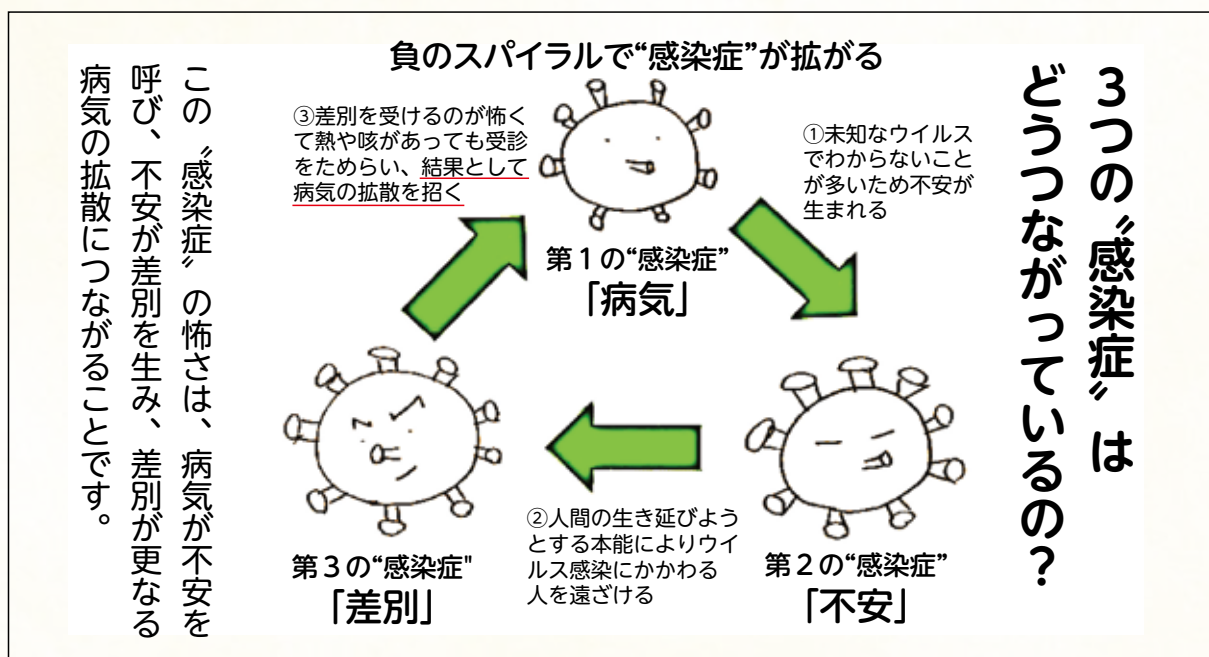 3つの〝感染症〟は
どうつながっているの？
負のスパイラルで“感染症”が拡がる
①未知なウイルス
でわからないこと
が多いため不安が
生まれる
③差別を受けるのが怖く
て熱や咳があっても受診
をためらい、結果として
病気の拡散を招く
第1の“感染症”
「病気」
第2の“感染症”
「不安」
②人間の生き延びよう
とする本能によりウイ
ルス感染にかかわる
人を遠ざける
第3の“感染症"
「差別」
この〝感染症〟の怖さは、病気が不安を
呼び、不安が差別を生み、差別が更なる
病気の拡散につながることです。